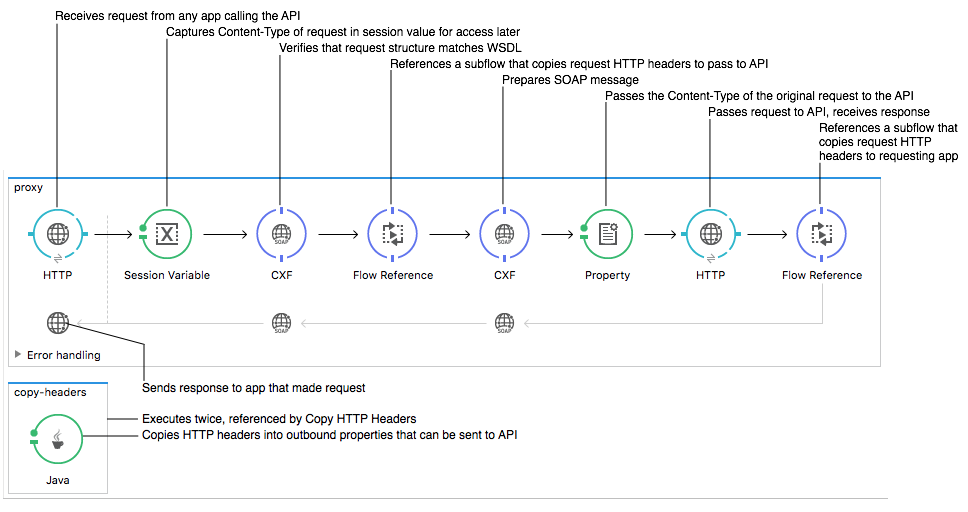 Receives request from any app calling the API
Captures Content-Type of request in session value for access later
Verifies that request structure matches WSDL
References a subflow that copies request HTTP headers to pass to API
Prepares SOAP message
Passes the Content-Type of the original request to the API
Passes request to API, receives response
References a subflow that
copies request HTTP
headers to requesting app
proxy
X
SOAP
SOAP
HTTP
Session Variable
CXF
Flow Reference
CXF
Property
HTTP
Flow Reference
SOAP
SOAP
Error handling
Sends response to app that made request
copy-headers
Executes twice, referenced by Copy HTTP Headers
Copies HTTP headers into outbound properties that can be sent to API
Java